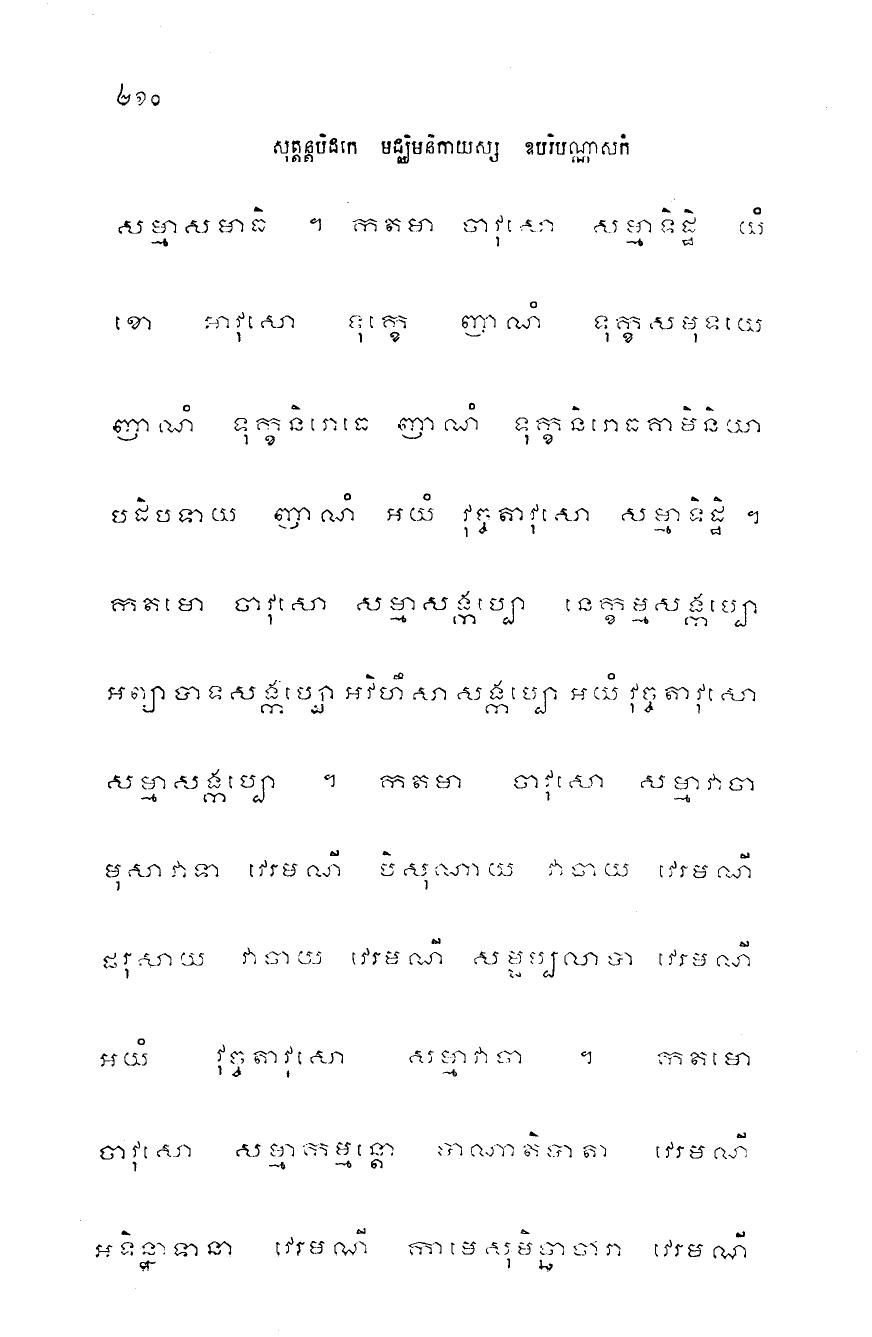 ២១០
សុត្តន្តបិដកេ មជ្ឈិមនិកាយស្ស ឧបរិបណ្ណាសកំ
សម្មាសមាធិ ។ កតមា ចាវុសោ សម្មាទិដ្ឋិ យំ
ខោ អាវុសោ ទុក្ខេ ញាណំ ទុក្ខសមុទយេ
ញាណំ ទុក្ខនិរោធេ ញាណំ ទុក្ខនិរោធគាមិនិយា
បដិបទាយ ញាណំ អយំ វុច្ចតាវុសោ សម្មាទិដ្ឋិ ។
កតមោ ចាវុសោ សម្មាសង្កប្បោ នេក្ខម្មសង្កប្បោ
អព្យាបាទសង្កប្បោ អវិហឹសាសង្កប្បោ អយំ វុច្ចតាវុសោ
សម្មាសង្កប្បោ ។ កតមា ចាវុសោ សម្មាវាចា
មុសាវាទា វេរមណី បិសុណាយ វាចាយ វេរមណី
ផរុសាយ វាចាយ វេរមណី សម្ផប្បលាបា វេរមណី
អយំ វុច្ចតាវុសោ សម្មាវាចា ។ កតមោ
ចាវុសោ សម្មាកម្មន្តោ បាណាតិបាតា វេរមណី
អទិន្នាទានា វេរមណី កាមេសុមិច្ឆាចារា វេរមណី